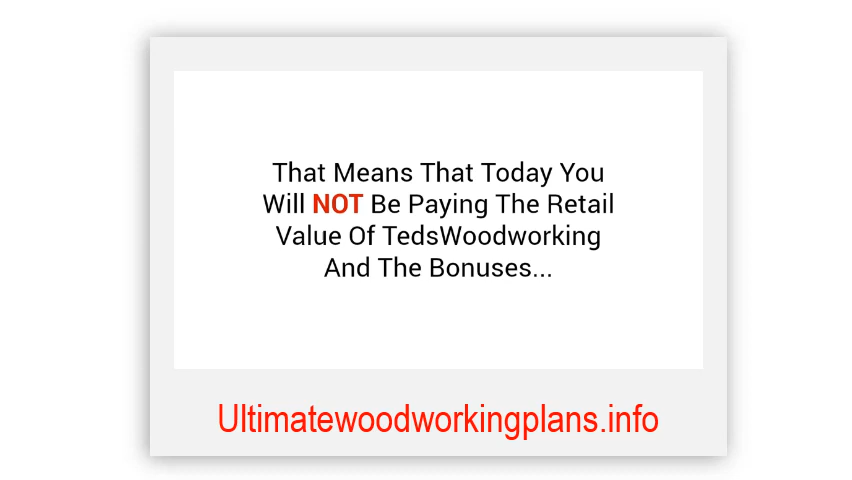 That Means That Today You
Will NOT Be Paying The Retail
Value Of TedsWoodworking
And The Bonuses...
Ultimatewoodworkingplans.info